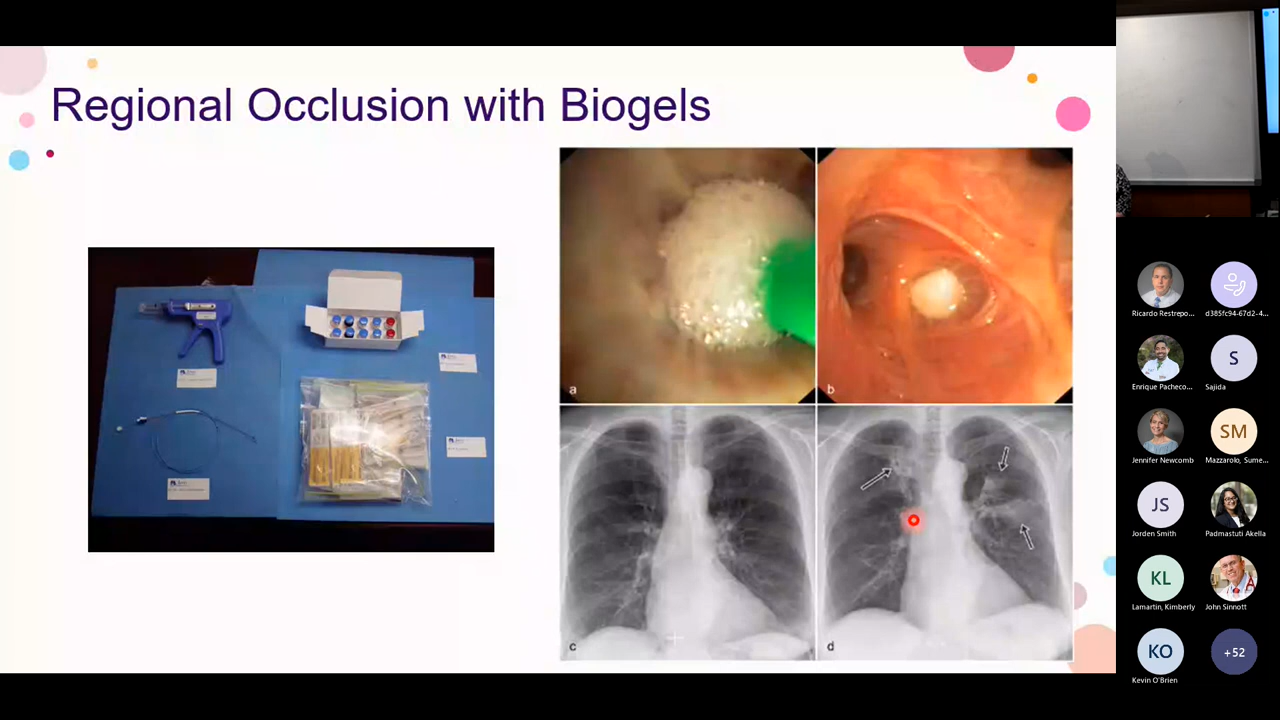 Regional Occlusion with Biogels
a
b
c
d
Ricardo Restrepo...
d385fc94-67d2-4...
Enrique Pacheco...
S
Sajida
Jennifer Newcomb
SM
Mazzarolo, Sume...
JS
Jorden Smith
Padmastuti Akella
KL
Lamartin, Kimberly
A
John Sinnott
KO
Kevin O'Brien
+52